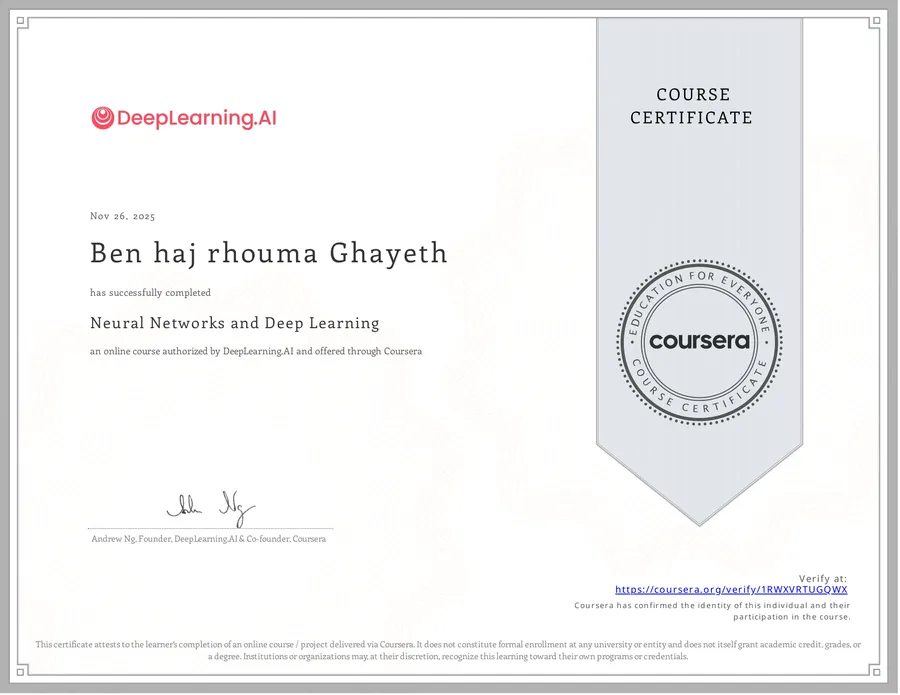 DeepLearning.AI
COURSE
CERTIFICATE
Nov 26, 2025
Ben haj rhouma Ghayeth
has successfully completed
Neural Networks and Deep Learning
an online course authorized by DeepLearning.AI and offered through Coursera
EDUCATION FOR EVERYONE
coursera
COURSE CERTIFICATE
Andrew Ng, Founder, DeepLearning.AI & Co-founder, Coursera
Verify at:
https://coursera.org/verify/1RWXVRTUGQWX
Coursera has confirmed the identity of this individual and their
participation in the course.
This certificate attests to the learner's completion of an online course / project delivered via Coursera. It does not constitute formal enrollment at any university or entity and does not itself grant academic credit, grades, or
a degree. Institutions or organizations may, at their discretion, recognize this learning toward their own programs or credentials.